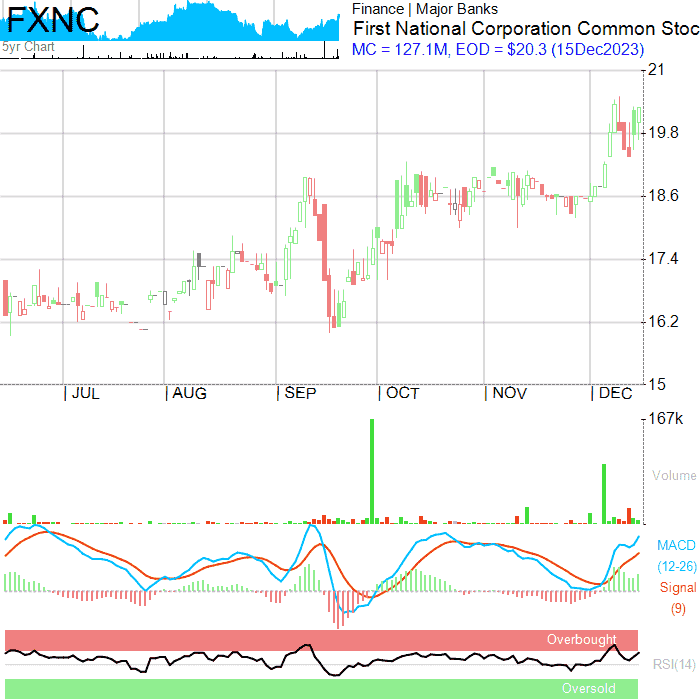 FXNC
5yr Chart
Finance | Major Banks
First National Corporation Common Stoc
MC = 127.1M, EOD = $20.3 (15Dec2023)
21
19.8
18.6
17.4
16.2
15
| JUL | AUG | SEP | OCT | NOV | DEC
167k
Volume
MACD
(12-26)
Signal
(9)
Overbought
RSI(14)
Oversold